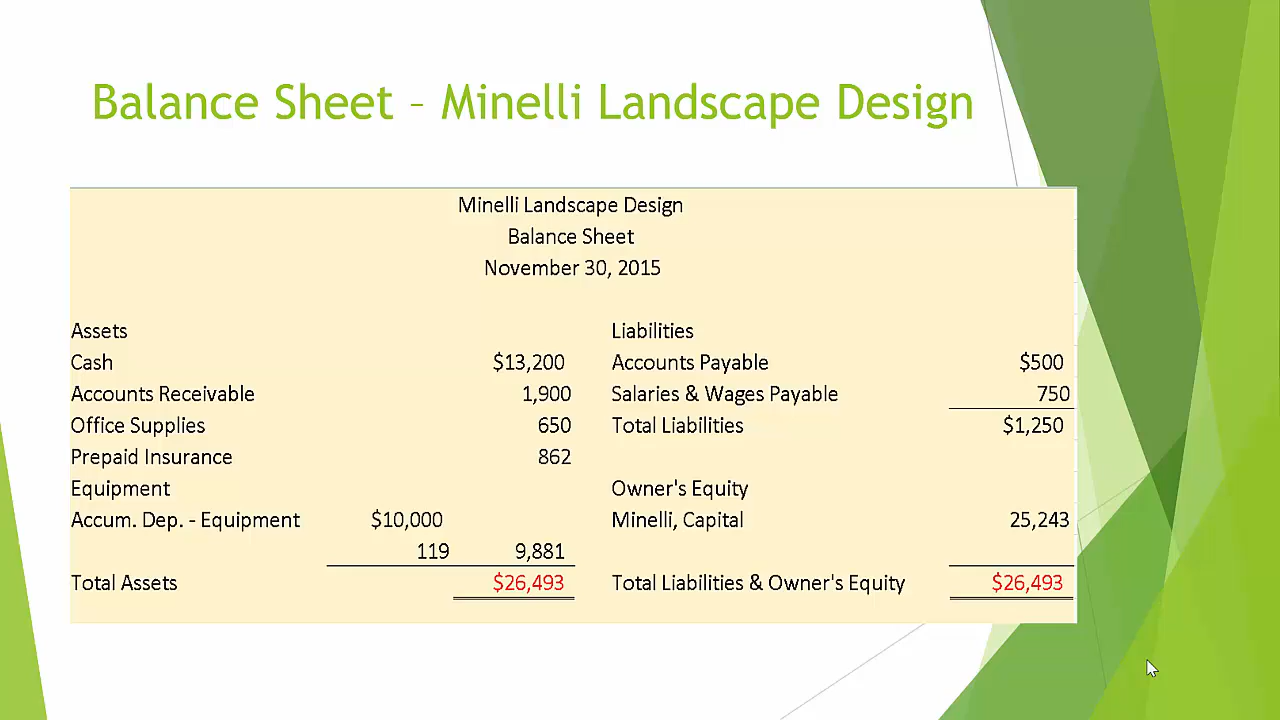 Balance Sheet – Minelli Landscape Design
Minelli Landscape Design
Balance Sheet
November 30, 2015
Assets Liabilities
Cash $13,200 Accounts Payable $500
Accounts Receivable 1,900 Salaries & Wages Payable 750
Office Supplies 650 Total Liabilities $1,250
Prepaid Insurance 862
Equipment Owner's Equity
Accum. Dep. - Equipment $10,000 Minelli, Capital 25,243
119 9,881
Total Assets $26,493 Total Liabilities & Owner's Equity $26,493